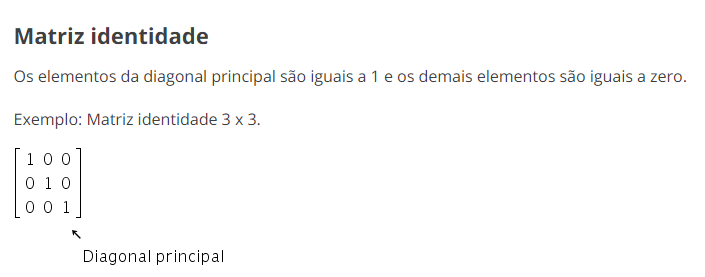 Matriz identidade
Os elementos da diagonal principal são iguais a 1 e os demais elementos são iguais a zero.
Exemplo: Matriz identidade 3 x 3.
1 0 0
0 1 0
0 0 1
Diagonal principal